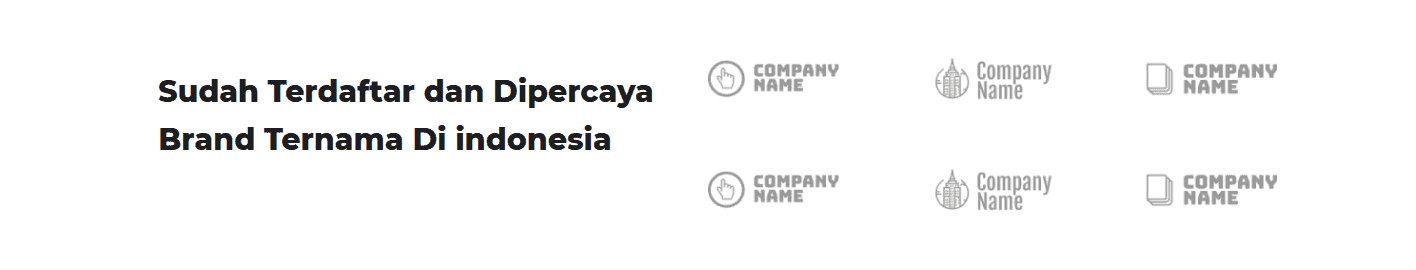 Sudah Terdaftar dan Dipercaya
Brand Ternama Di indonesia
COMPANY
NAME
Company
Name
COMPANY
NAME
COMPANY
NAME
Company
Name
COMPANY
NAME